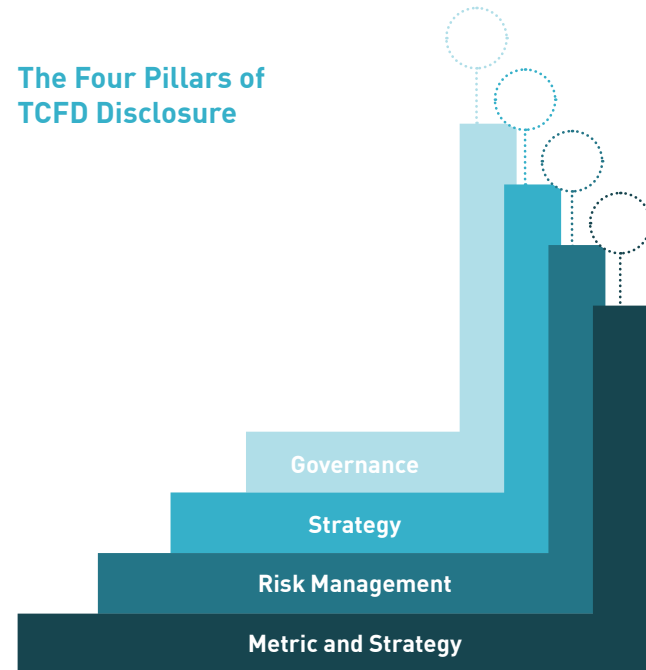 The Four Pillars of
TCFD Disclosure
Governance
Strategy
Risk Management
Metric and Strategy